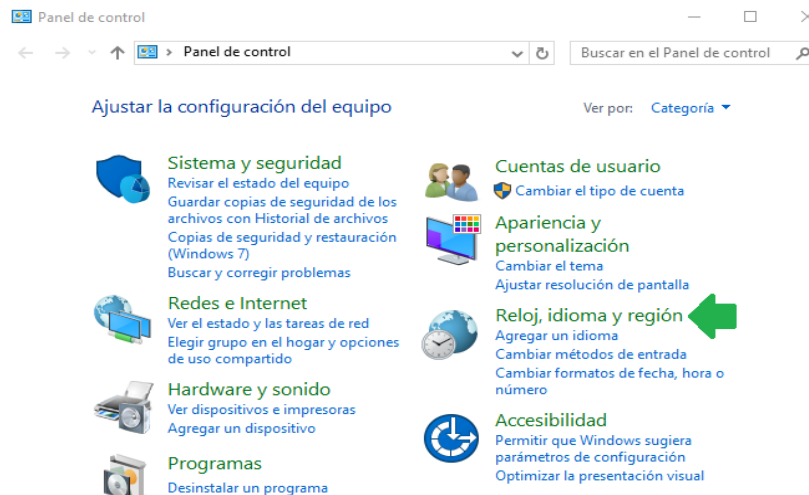 Panel de control
Panel de control
Buscar en el Panel de control
Ajustar la configuración del equipo
Ver por: Categoría
Sistema y seguridad
Revisar el estado del equipo
Guardar copias de seguridad de los
archivos con Historial de archivos
Copias de seguridad y restauración
(Windows 7)
Buscar y corregir problemas
Redes e Internet
Ver el estado y las tareas de red
Elegir grupo en el hogar y opciones
de uso compartido
Hardware y sonido
Ver dispositivos e impresoras
Agregar un dispositivo
Programas
Desinstalar un programa
Cuentas de usuario
Cambiar el tipo de cuenta
Apariencia y
personalización
Cambiar el tema
Ajustar resolución de pantalla
Reloj, idioma y región
Agregar un idioma
Cambiar métodos de entrada
Cambiar formatos de fecha, hora o
número
Accesibilidad
Permitir que Windows sugiera
parámetros de configuración
Optimizar la presentación visual